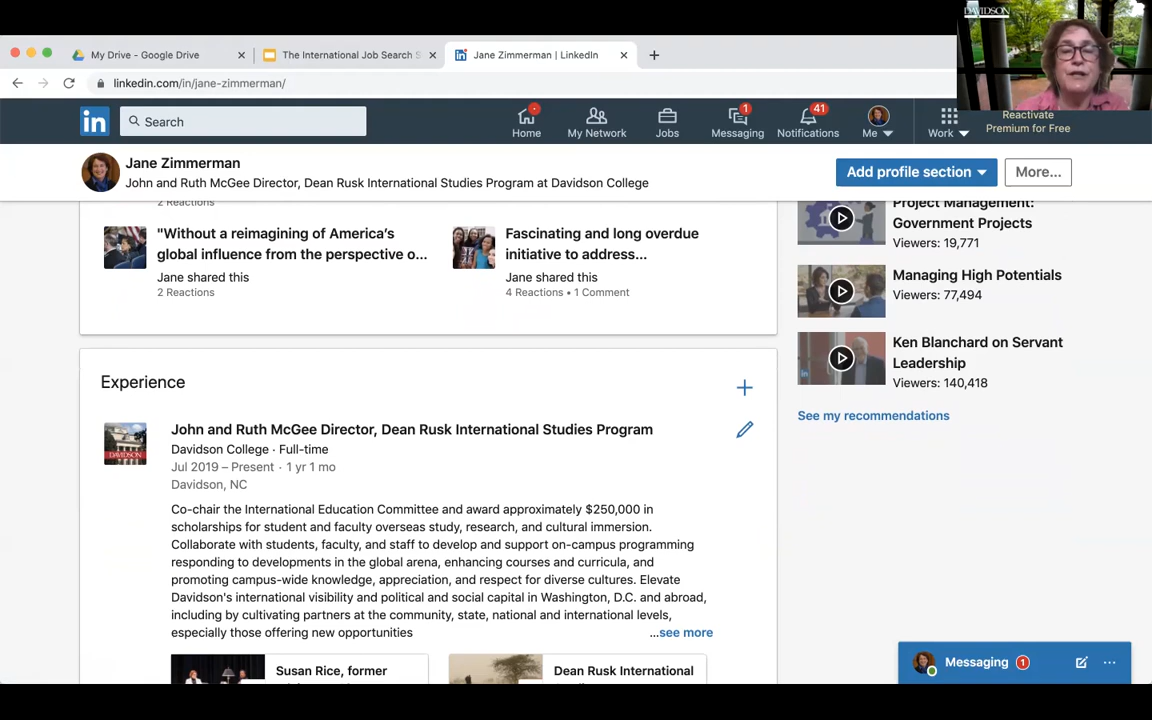 DAVIDSON
My Drive - Google Drive
The International Job Search S
Jane Zimmerman | LinkedIn
linkedin.com/in/jane-zimmerman/
in
Search
1
41
Home
My Network
Jobs
Messaging
Notifications
Me
Work
Reactivate
Premium for Free
Jane Zimmerman
John and Ruth McGee Director, Dean Rusk International Studies Program at Davidson College
Add profile section
More...
2 Reactions
"Without a reimagining of America's
global influence from the perspective o...
Jane shared this
2 Reactions
Fascinating and long overdue
initiative to address...
Jane shared this
4 Reactions • 1 Comment
Project Management:
Government Projects
Viewers: 19,771
Managing High Potentials
Viewers: 77,494
Ken Blanchard on Servant
Leadership
Viewers: 140,418
See my recommendations
Experience
DAVIDSON
John and Ruth McGee Director, Dean Rusk International Studies Program
Davidson College · Full-time
Jul 2019 – Present · 1 yr 1 mo
Davidson, NC
Co-chair the International Education Committee and award approximately $250,000 in
scholarships for student and faculty overseas study, research, and cultural immersion.
Collaborate with students, faculty, and staff to develop and support on-campus programming
responding to developments in the global arena, enhancing courses and curricula, and
promoting campus-wide knowledge, appreciation, and respect for diverse cultures. Elevate
Davidson's international visibility and political and social capital in Washington, D.C. and abroad,
including by cultivating partners at the community, state, national and international levels,
especially those offering new opportunities
...see more
Susan Rice, former
Dean Rusk International
Messaging
1